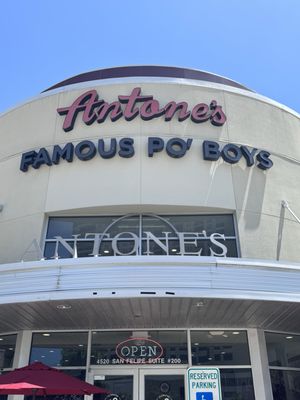 Antone's
FAMOUS PO' BOYS
ANTONE'S
OPEN
4520 SAN FELIPE SUITE #200
RESERVED
PARKING